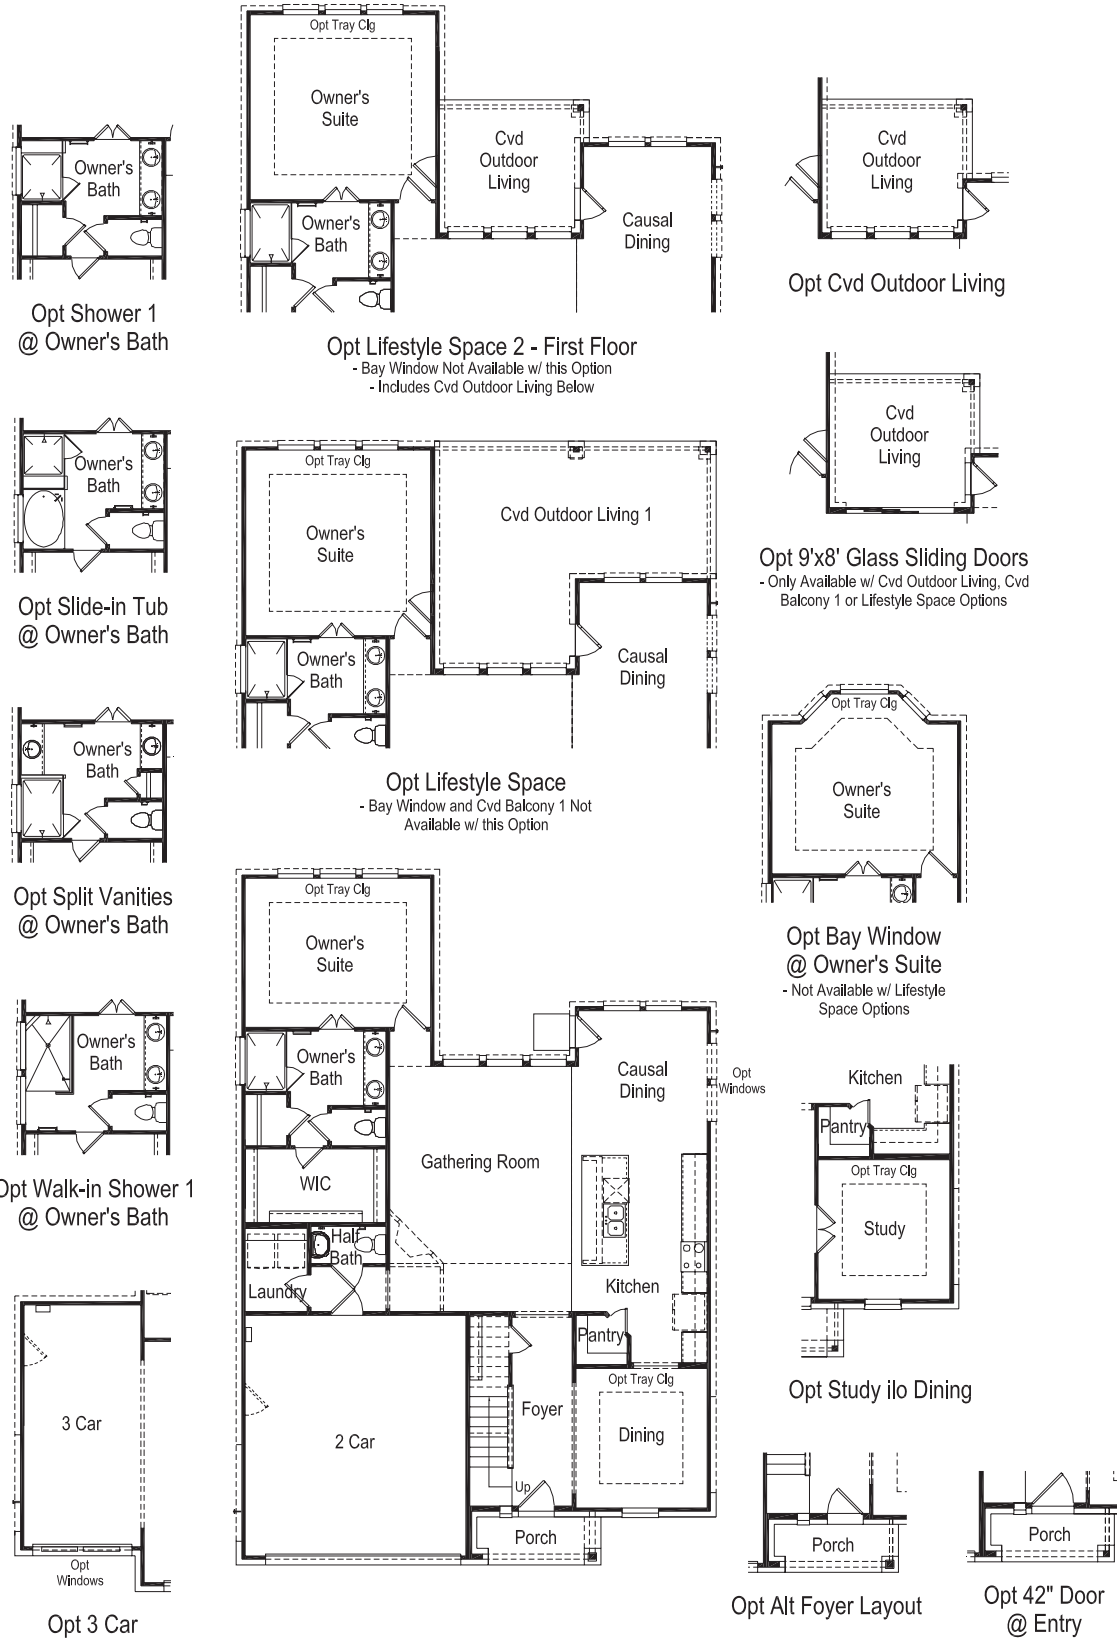 Owner's
Bath
Opt Shower 1
@ Owner's Bath
Owner's
Bath
Opt Slide-in Tub
@ Owner's Bath
Owner's
Bath
Opt Split Vanities
@ Owner's Bath
Owner's
Bath
Opt Walk-in Shower 1
@ Owner's Bath
3 Car
Opt
Windows
Opt 3 Car
Opt Tray Clg
Owner's
Suite
Cvd
Outdoor
Living
Owner's
Bath
Causal
Dining
Opt Lifestyle Space 2 - First Floor
- Bay Window Not Available w/ this Option
- Includes Cvd Outdoor Living Below
Opt Tray Clg
Owner's
Suite
Cvd Outdoor Living 1
Owner's
Bath
Causal
Dining
Opt Lifestyle Space
- Bay Window and Cvd Balcony 1 Not
Available w/ this Option
Opt Tray Clg
Owner's
Suite
Owner's
Bath
Causal
Dining
Opt
Windows
Gathering Room
WIC
Half
Bath
Laundry
Kitchen
Pantry
Opt Tray Clg
Foyer
Dining
2 Car
Up
Porch
Cvd
Outdoor
Living
Opt Cvd Outdoor Living
Cvd
Outdoor
Living
Opt 9'x8' Glass Sliding Doors
- Only Available w/ Cvd Outdoor Living, Cvd
Balcony 1 or Lifestyle Space Options
Opt Tray Clg
Owner's
Suite
Opt Bay Window
@ Owner's Suite
- Not Available w/ Lifestyle
Space Options
Kitchen
Pantry
Opt Tray Clg
Study
Opt Study ilo Dining
Porch
Opt Alt Foyer Layout
Porch
Opt 42" Door
@ Entry